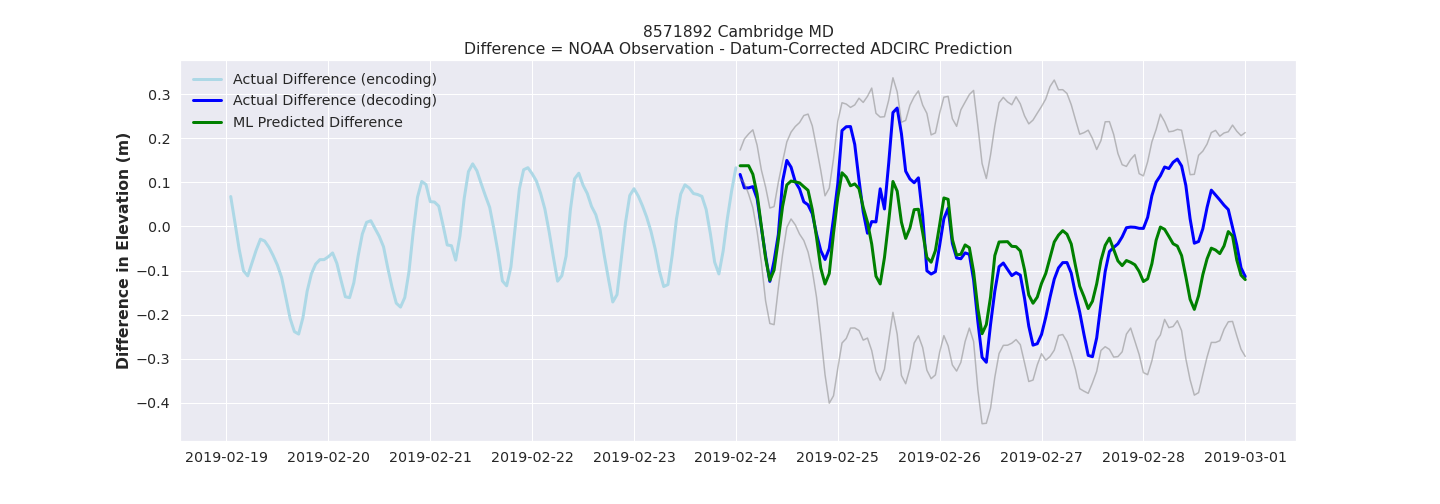 8571892 Cambridge MD
Difference = NOAA Observation - Datum-Corrected ADCIRC Prediction
Actual Difference (encoding)
Actual Difference (decoding)
ML Predicted Difference
Difference in Elevation (m)
0.3
0.2
0.1
0.0
−0.1
−0.2
−0.3
−0.4
2019-02-19 2019-02-20 2019-02-21 2019-02-22 2019-02-23 2019-02-24 2019-02-25 2019-02-26 2019-02-27 2019-02-28 2019-03-01